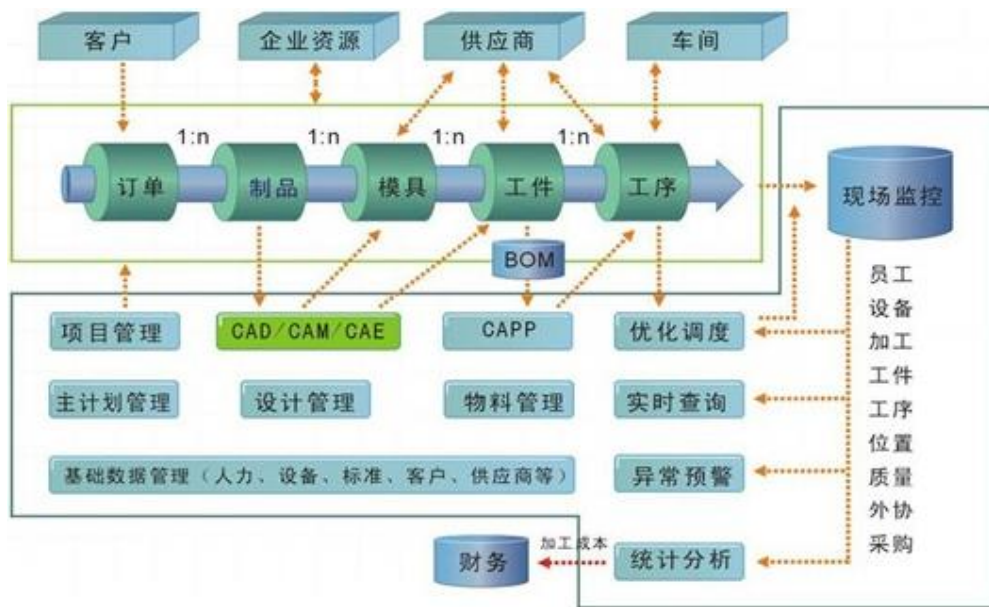 客户
企业资源
供应商
车间
1:n
1:n
1:n
1:n
订单
制品
模具
工件
工序
现场监控
BOM
员工
设备
加工
工件
工序
位置
质量
外协
采购
项目管理
CAD/CAM/CAE
CAPP
优化调度
主计划管理
设计管理
物料管理
实时查询
基础数据管理（人力、设备、标准、客户、供应商等）
异常预警
财务
加工成本
统计分析